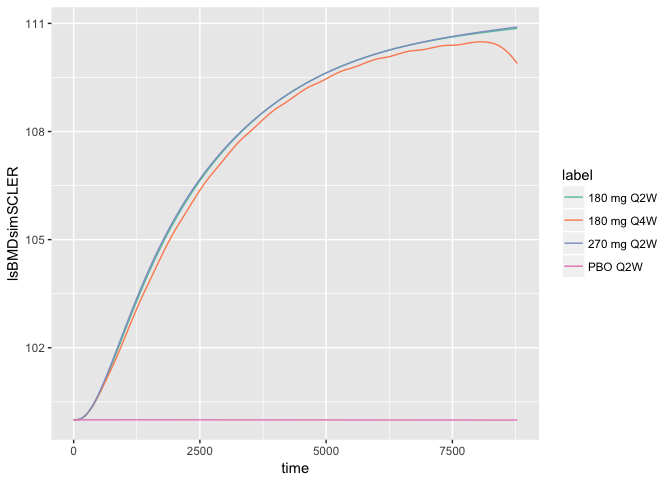 111
108
105
102
lsBMDsimSCLER
0
2500
5000
7500
time
label
180 mg Q2W
180 mg Q4W
270 mg Q2W
PBO Q2W